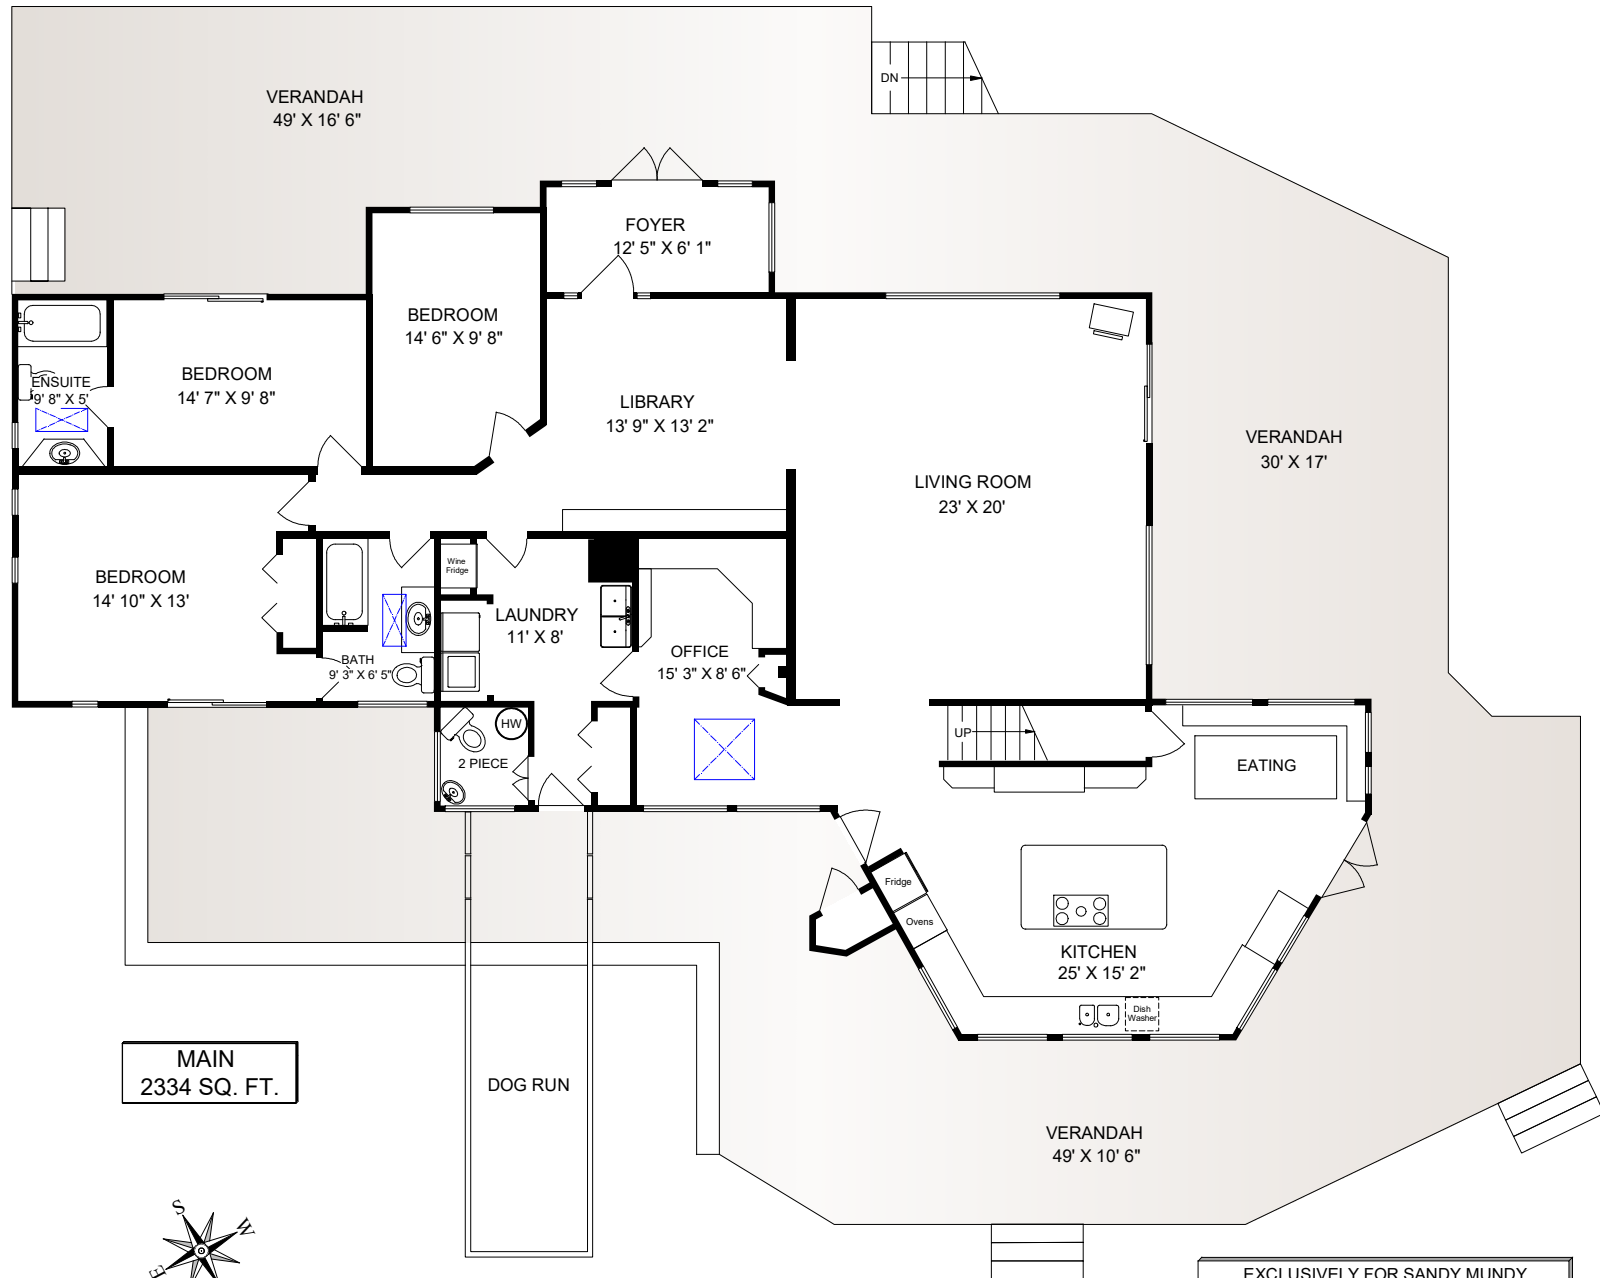 VERANDAH
49' X 16' 6"
DN
FOYER
12' 5" X 6' 1"
BEDROOM
14' 6" X 9' 8"
ENSUITE
9' 8" X 5'
BEDROOM
14' 7" X 9' 8"
LIBRARY
13' 9" X 13' 2"
LIVING ROOM
23' X 20'
VERANDAH
30' X 17'
BEDROOM
14' 10" X 13'
Wine
Fridge
LAUNDRY
11' X 8'
BATH
9' 3" X 6' 5"
OFFICE
15' 3" X 8' 6"
HW
2 PIECE
UP
EATING
Fridge
Ovens
KITCHEN
25' X 15' 2"
Dish
Washer
MAIN
2334 SQ. FT.
DOG RUN
VERANDAH
49' X 10' 6"
S
W
E
EXCLUSIVELY FOR SANDY MUNDY